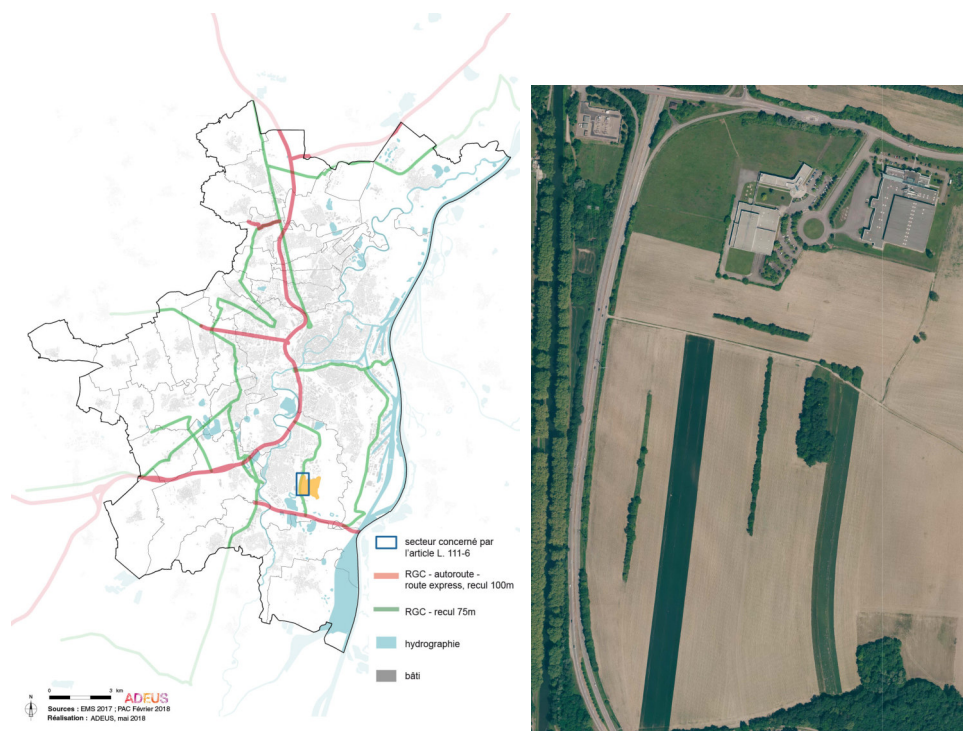 secteur concerné par
l'article L. 111-6
RGC - autoroute -
route express, recul 100m
RGC - recul 75m
hydrographie
bâti
N
0 3 km
ADEUS
Sources : EMS 2017 ; PAC Février 2018
Réalisation : ADEUS, mai 2018